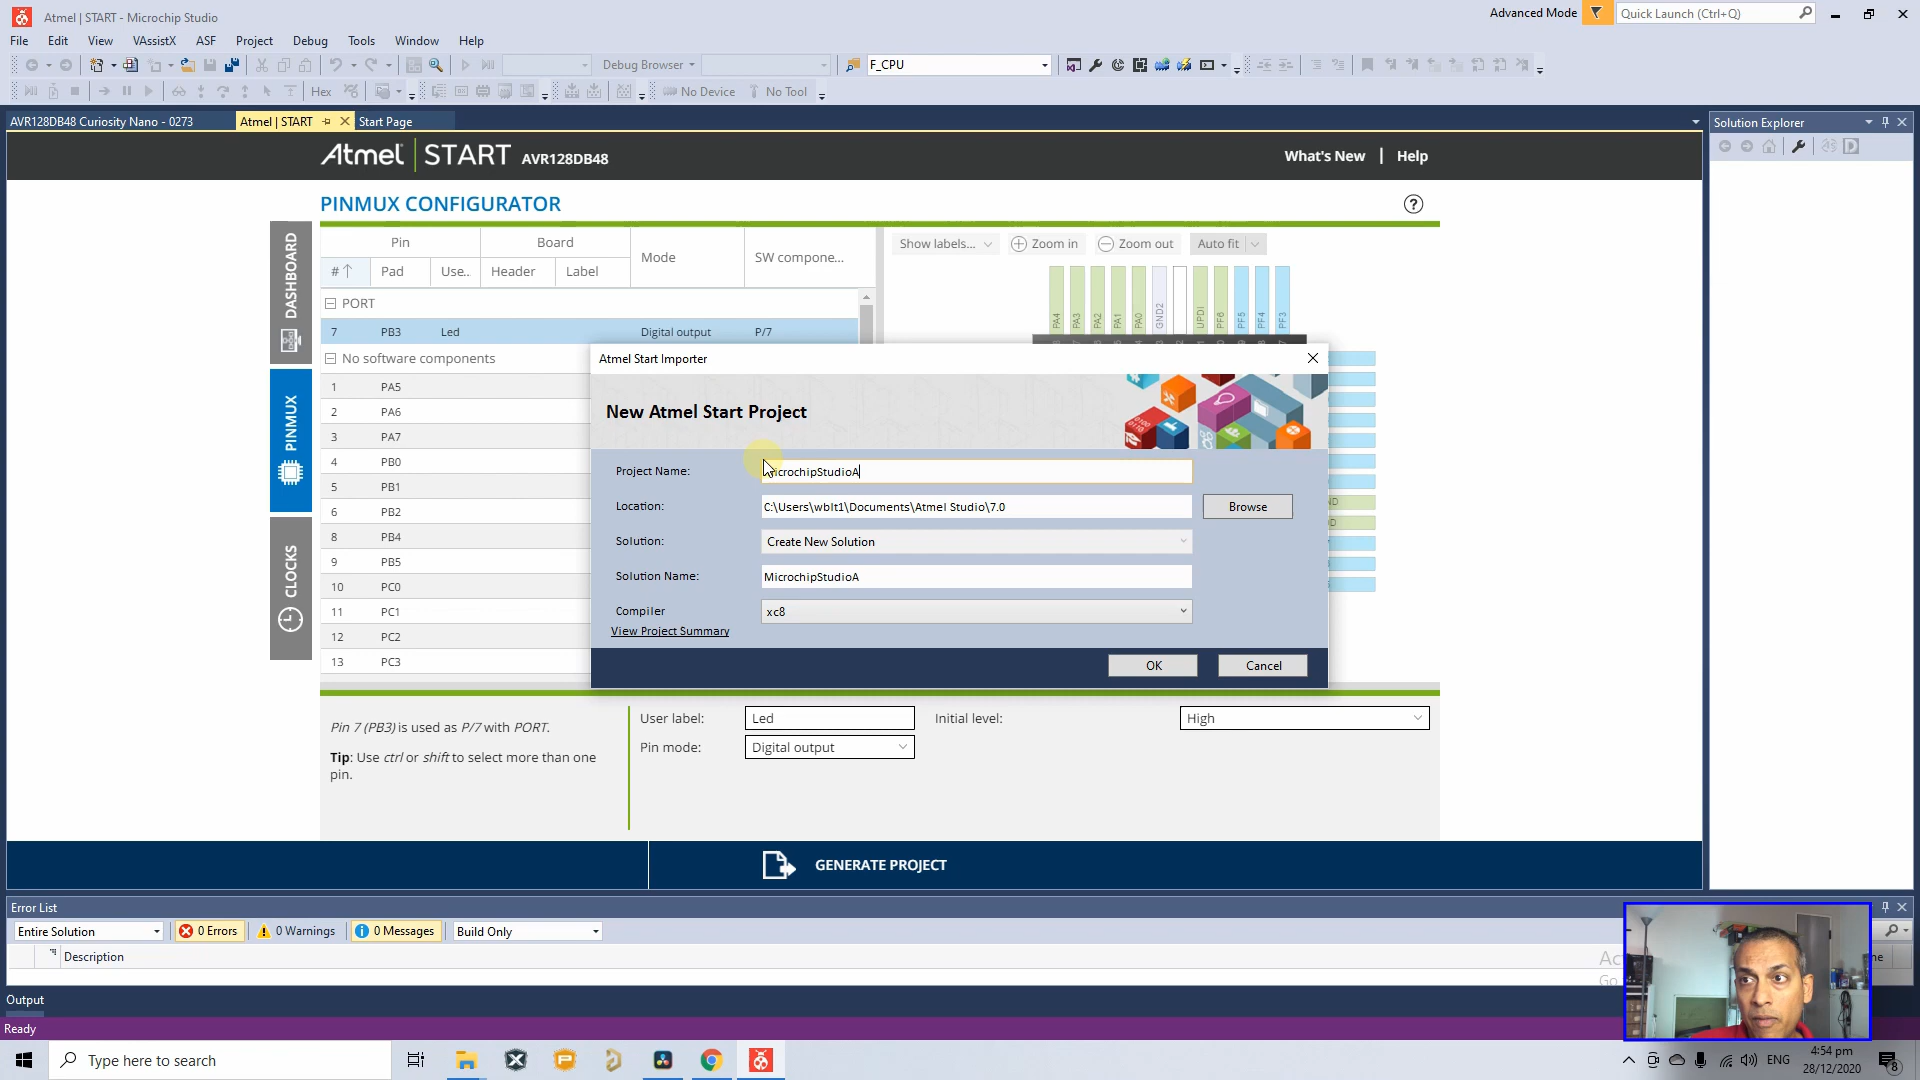 Atmel | START - Microchip Studio
Advanced Mode
Quick Launch (Ctrl+Q)
File Edit View VAssistX ASF Project Debug Tools Window Help
Debug Browser
F_CPU
Hex
No Device
No Tool
AVR128DB48 Curiosity Nano - 0273
Atmel | START
Start Page
Solution Explorer
Atmel START AVR128DB48
What's New | Help
PINMUX CONFIGURATOR
DASHBOARD
PINMUX
CLOCKS
Pin Board Mode SW compone...
# Pad Use.. Header Label
PORT
7 PB3 Led Digital output P/7
No software components
1 PA5
2 PA6
3 PA7
4 PB0
5 PB1
6 PB2
8 PB4
9 PB5
10 PC0
11 PC1
12 PC2
13 PC3
Show labels... Zoom in Zoom out Auto fit
PA4 PA3 PA2 PA1 PA0 GND2 UPDI PF6 PF5 PF4 PF3
Atmel Start Importer
New Atmel Start Project
Project Name: MicrochipStudioA
Location: C:\Users\wblt1\Documents\Atmel Studio\7.0 Browse
Solution: Create New Solution
Solution Name: MicrochipStudioA
Compiler xc8
View Project Summary
OK Cancel
Pin 7 (PB3) is used as P/7 with PORT.
Tip: Use ctrl or shift to select more than one
pin.
User label: Led
Pin mode: Digital output
Initial level: High
GENERATE PROJECT
Error List
Entire Solution 0 Errors 0 Warnings 0 Messages Build Only
Description
Output
Ready
Type here to search
ENG
4:54 pm
28/12/2020
8